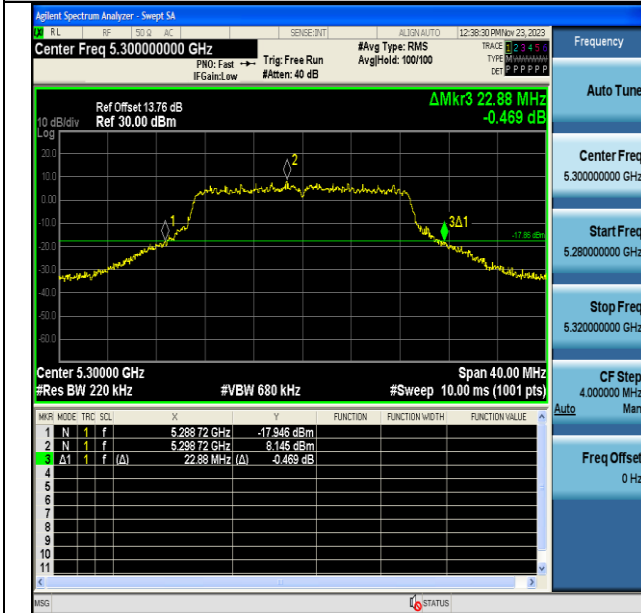 Agilent Spectrum Analyzer - Swept SA
RL RF 50 Ω AC SENSE:INT ALIGN AUTO 12:38:30 PMNov 23, 2023
Center Freq 5.300000000 GHz #Avg Type: RMS TRACE 1 2 3 4 5 6
PNO: Fast Trig: Free Run Avg|Hold: 100/100 TYPE M
IFGain:Low #Atten: 40 dB DET P P P P P P
Frequency
Auto Tune
Center Freq
5.300000000 GHz
Start Freq
5.280000000 GHz
Stop Freq
5.320000000 GHz
CF Step
4.000000 MHz
Auto Man
Freq Offset
0 Hz
ΔMkr3 22.88 MHz
-0.469 dB
Ref Offset 13.76 dB
10 dB/div Ref 30.00 dBm
Log
20.0
10.0
0.00
-10.0
-20.0
-30.0
-40.0
-50.0
-60.0
1
2
3Δ1
Center 5.30000 GHz Span 40.00 MHz
#Res BW 220 kHz #VBW 680 kHz #Sweep 10.00 ms (1001 pts)
MKR MODE TRC SCL X Y FUNCTION FUNCTION WIDTH FUNCTION VALUE
1 N 1 f 5.288 72 GHz -17.946 dBm
2 N 1 f 5.298 72 GHz 8.145 dBm
3 Δ1 1 f (Δ) 22.88 MHz (Δ) -0.469 dB
4
5
6
7
8
9
10
11
MSG STATUS